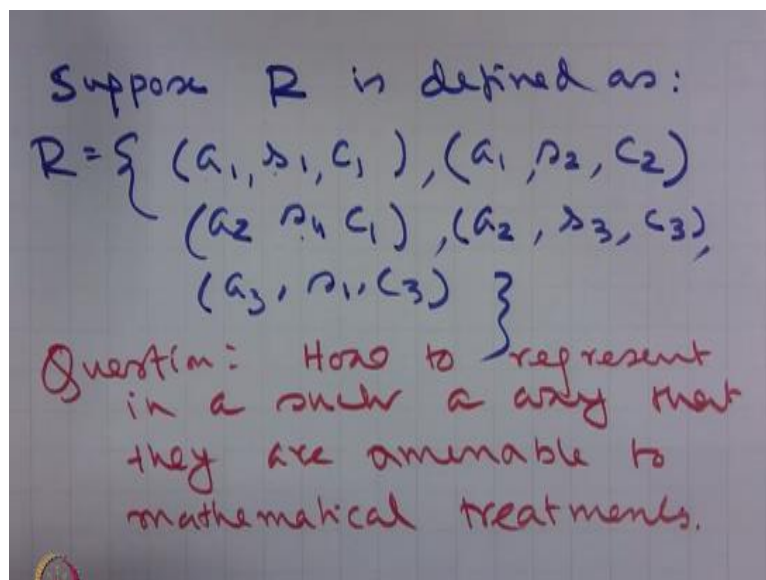 Suppose R is defined as:
R = { (a₁, s₁, c₁), (a₁, s₂, c₂)
(a₂ s₄ c₁), (a₂, s₃, c₃),
(a₃, s₁, c₃) }
Question: How to represent
in a such a way that
they are amenable to
mathematical treatments.